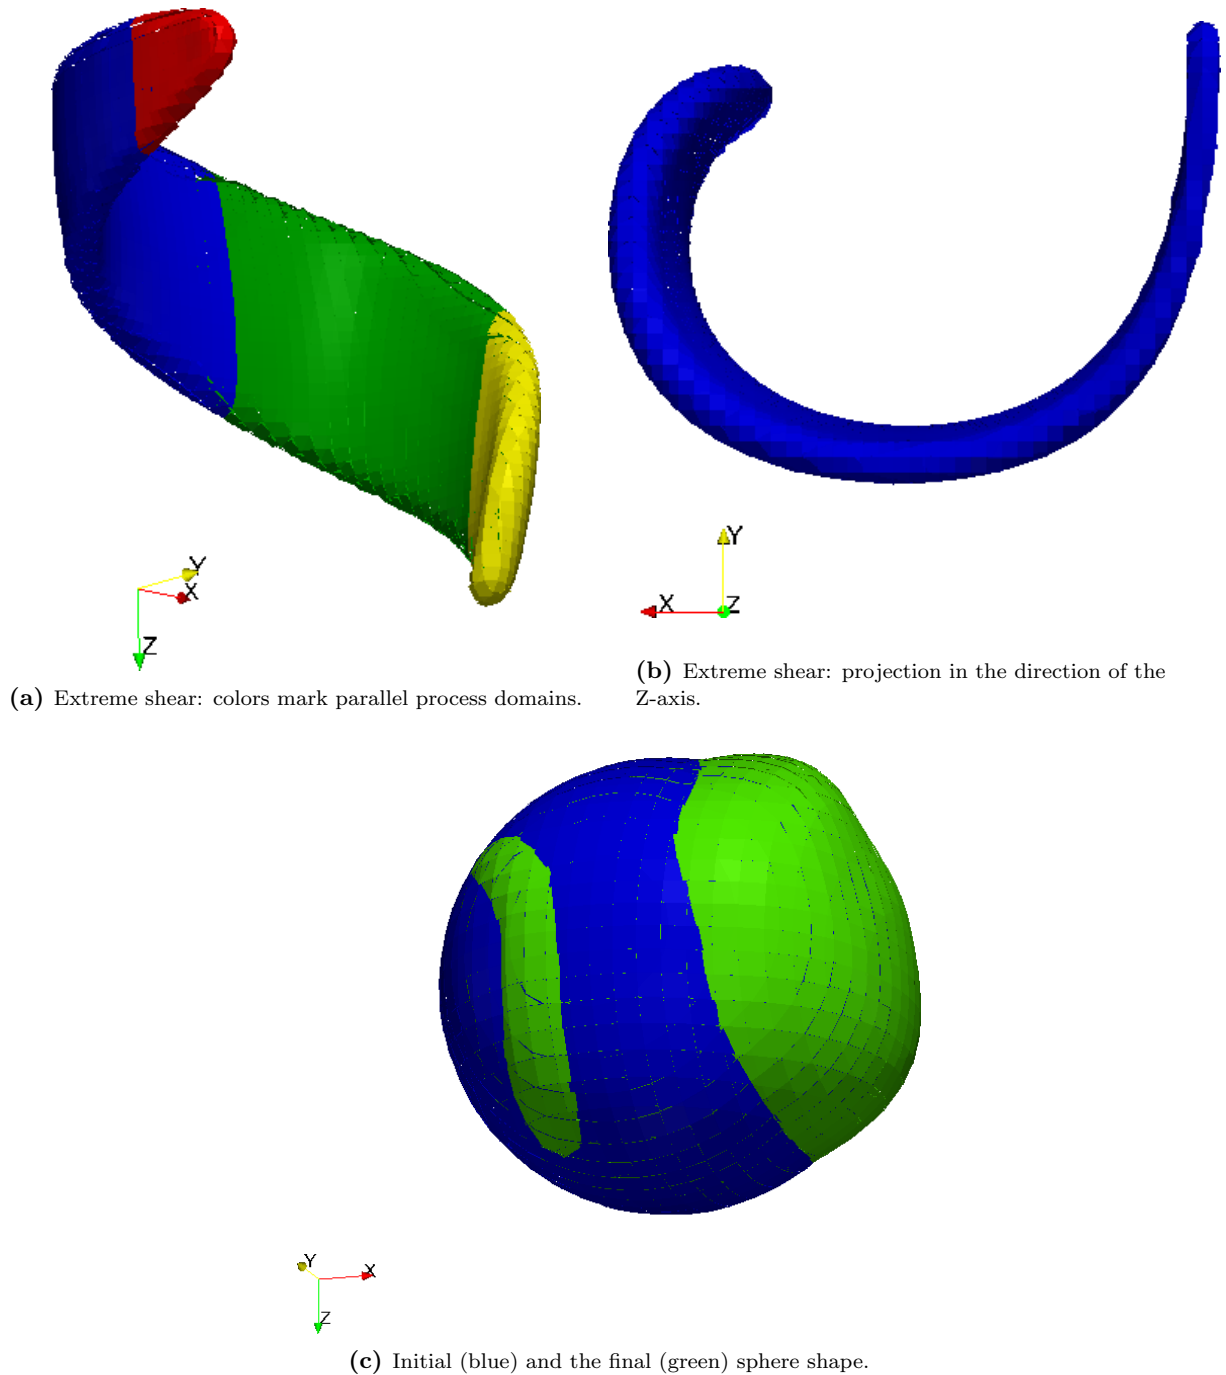 Y
X
Z
(a) Extreme shear: colors mark parallel process domains.
Y
X
Z
(b) Extreme shear: projection in the direction of the
Z-axis.
Y
X
Z
(c) Initial (blue) and the final (green) sphere shape.